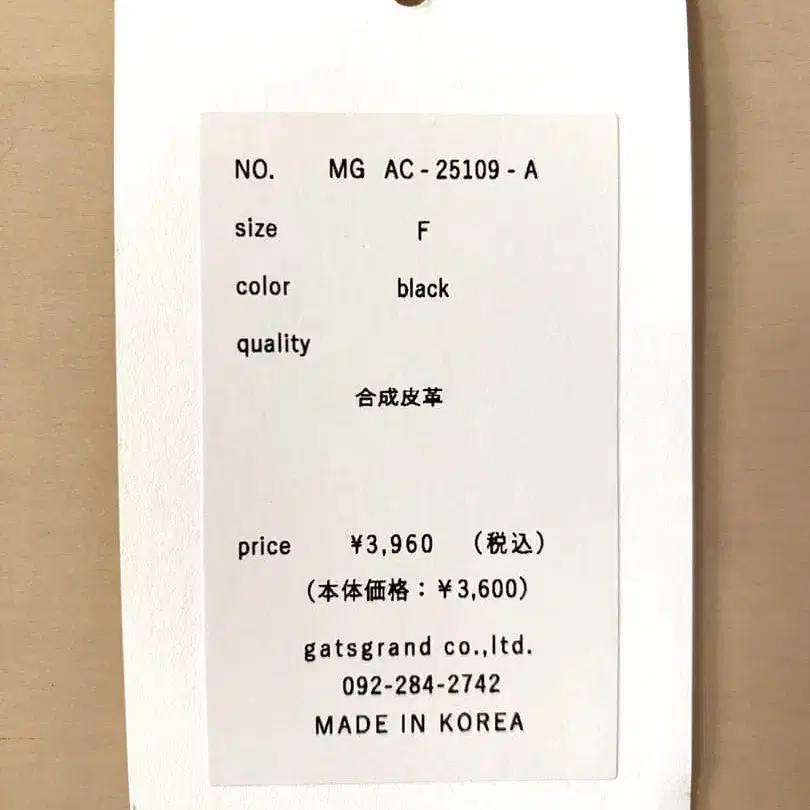 NO. MG AC-25109-A
size F
color black
quality
合成皮革
price ¥3,960 (税込)
(本体価格：¥3,600)
gatsgrand co.,ltd.
092-284-2742
MADE IN KOREA